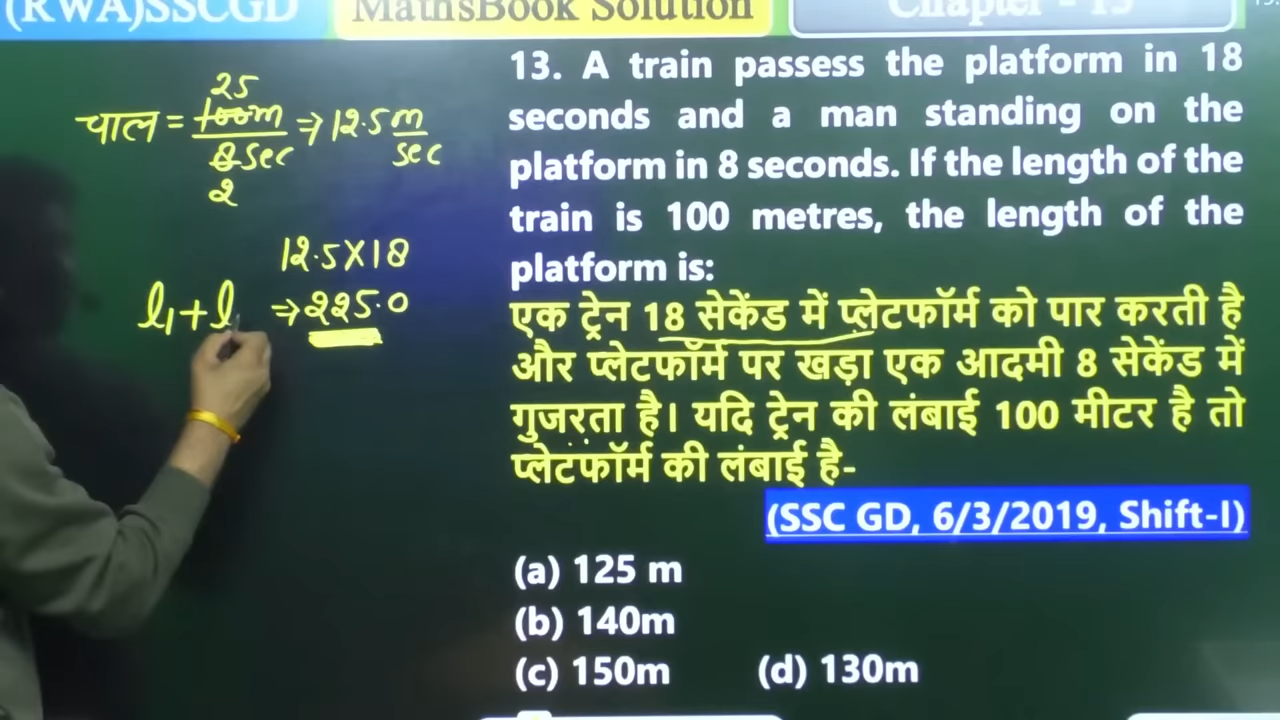 (RWA)SSCGD
MathsBook Solution
Chapter - 13
चाल = 100m / 8sec ⇒ 12.5 m/sec
25
2
12.5×18
l₁+l ⇒ 225.0
13. A train passess the platform in 18
seconds and a man standing on the
platform in 8 seconds. If the length of the
train is 100 metres, the length of the
platform is:
एक ट्रेन 18 सेकेंड में प्लेटफॉर्म को पार करती है
और प्लेटफॉर्म पर खड़ा एक आदमी 8 सेकेंड में
गुजरता है। यदि ट्रेन की लंबाई 100 मीटर है तो
प्लेटफॉर्म की लंबाई है-
(SSC GD, 6/3/2019, Shift-I)
(a) 125 m
(b) 140m
(c) 150m (d) 130m